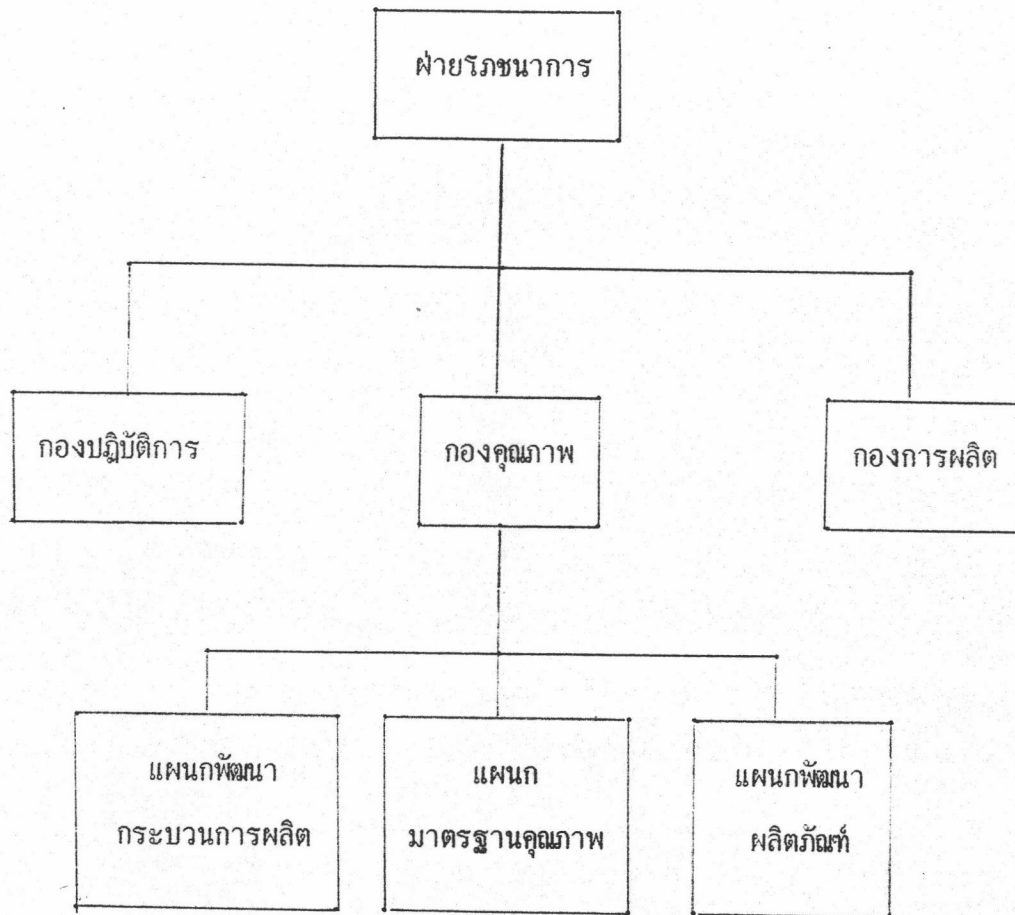 ฝ่ายโภชนาการ
กองปฏิบัติการ
กองคุณภาพ
กองการผลิต
แผนกพัฒนา
กระบวนการผลิต
แผนก
มาตรฐานคุณภาพ
แผนกพัฒนา
ผลิตภัณฑ์